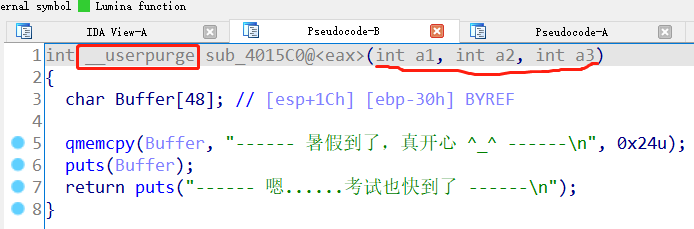 ernal symbol Lumina function
IDA View-A Pseudocode-B Pseudocode-A
1 int __userpurge sub_4015C0@<eax>(int a1, int a2, int a3)
2 {
3 char Buffer[48]; // [esp+1Ch] [ebp-30h] BYREF
4
5 qmemcpy(Buffer, "------ 暑假到了，真开心 ^_^ ------\n", 0x24u);
6 puts(Buffer);
7 return puts("------ 嗯......考试也快到了 ------\n");
8 }